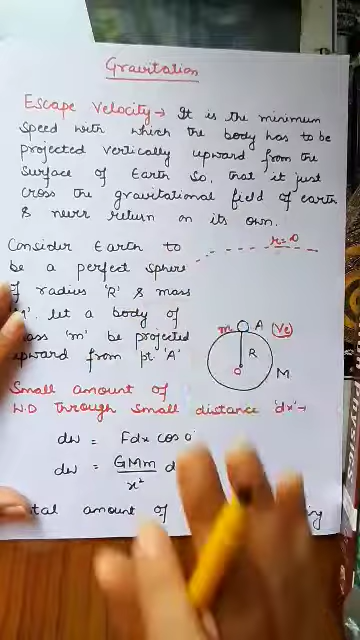 Gravitation
Escape Velocity → It is the minimum
speed with which the body has to be
projected vertically upward from the
surface of Earth so, that it just
cross the gravitational field of earth
& never return on its own.
Consider Earth to
be a perfect sphere
of radius 'R' & mass
let a body of
mass 'm' be projected
upward from pt 'A'
m A (Ve)
R
O
M
Small amount of
W.D Through small distance 'dx' →
dw = Fdx cos 0°
dw = GMm/x²
amount of